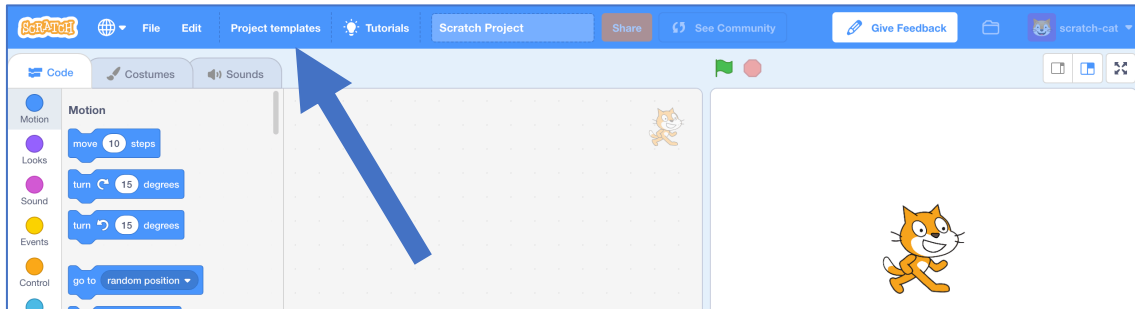 SCRATCH File Edit Project templates Tutorials Scratch Project Share See Community Give Feedback scratch-cat
Code Costumes Sounds
Motion
Motion
move 10 steps
Looks
turn 15 degrees
Sound
turn 15 degrees
Events
Control
go to random position